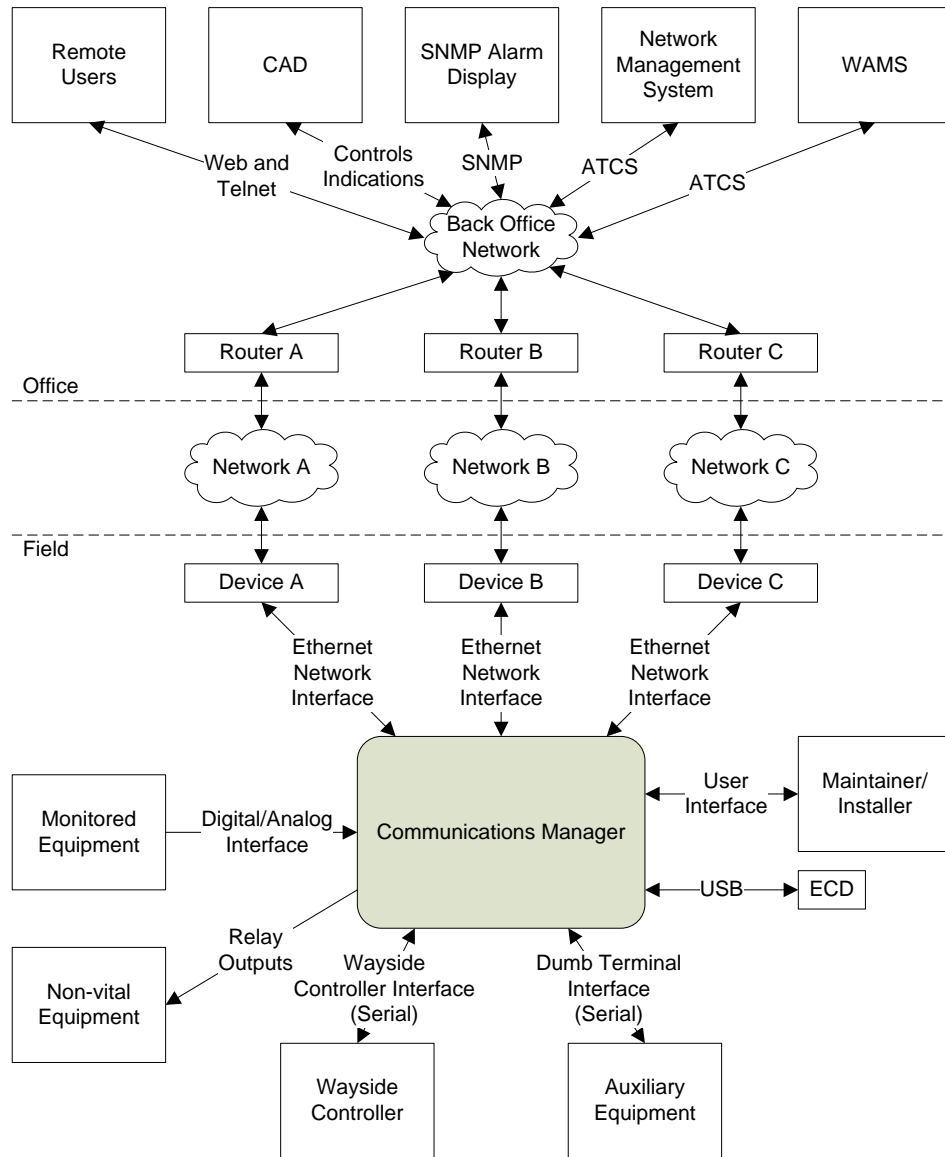 Remote
Users
CAD
SNMP Alarm
Display
Network
Management
System
WAMS
Web and
Telnet
Controls
Indications
SNMP
ATCS
ATCS
Back Office
Network
Router A
Router B
Router C
Office
Network A
Network B
Network C
Field
Device A
Device B
Device C
Ethernet
Network
Interface
Ethernet
Network
Interface
Ethernet
Network
Interface
Monitored
Equipment
Digital/Analog
Interface
Communications Manager
User
Interface
Maintainer/
Installer
USB
ECD
Relay
Outputs
Non-vital
Equipment
Wayside
Controller Interface
(Serial)
Dumb Terminal
Interface
(Serial)
Wayside
Controller
Auxiliary
Equipment